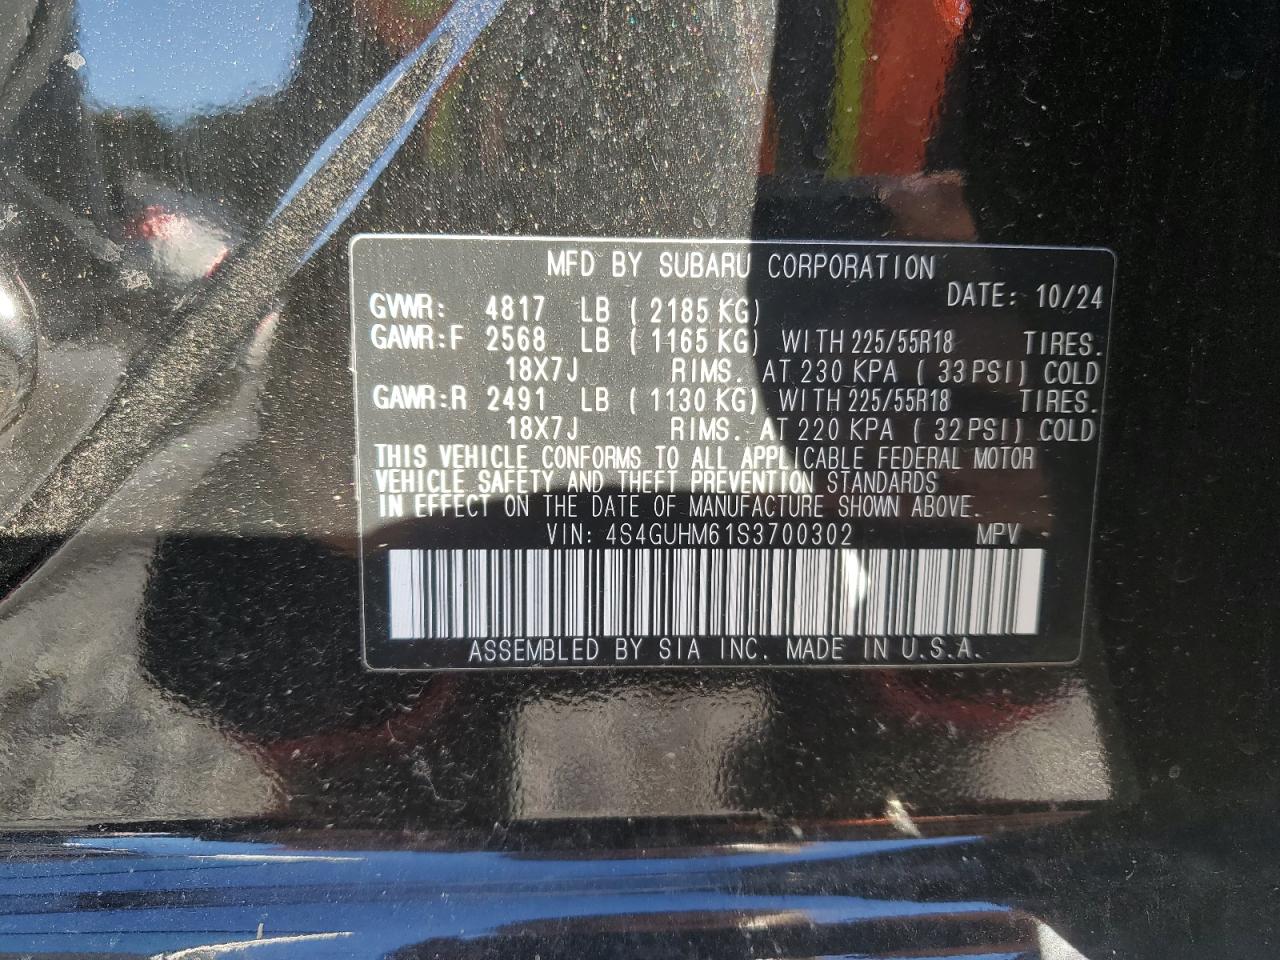 MFD BY SUBARU CORPORATION
DATE: 10/24
GVWR: 4817 LB ( 2185 KG)
GAWR:F 2568 LB ( 1165 KG) WITH 225/55R18 TIRES.
18X7J RIMS. AT 230 KPA ( 33 PSI) COLD
GAWR:R 2491 LB ( 1130 KG) WITH 225/55R18 TIRES.
18X7J RIMS. AT 220 KPA ( 32 PSI) COLD
THIS VEHICLE CONFORMS TO ALL APPLICABLE FEDERAL MOTOR
VEHICLE SAFETY AND THEFT PREVENTION STANDARDS
IN EFFECT ON THE DATE OF MANUFACTURE SHOWN ABOVE.
VIN: 4S4GUHM61S3700302 MPV
ASSEMBLED BY SIA INC. MADE IN U.S.A.